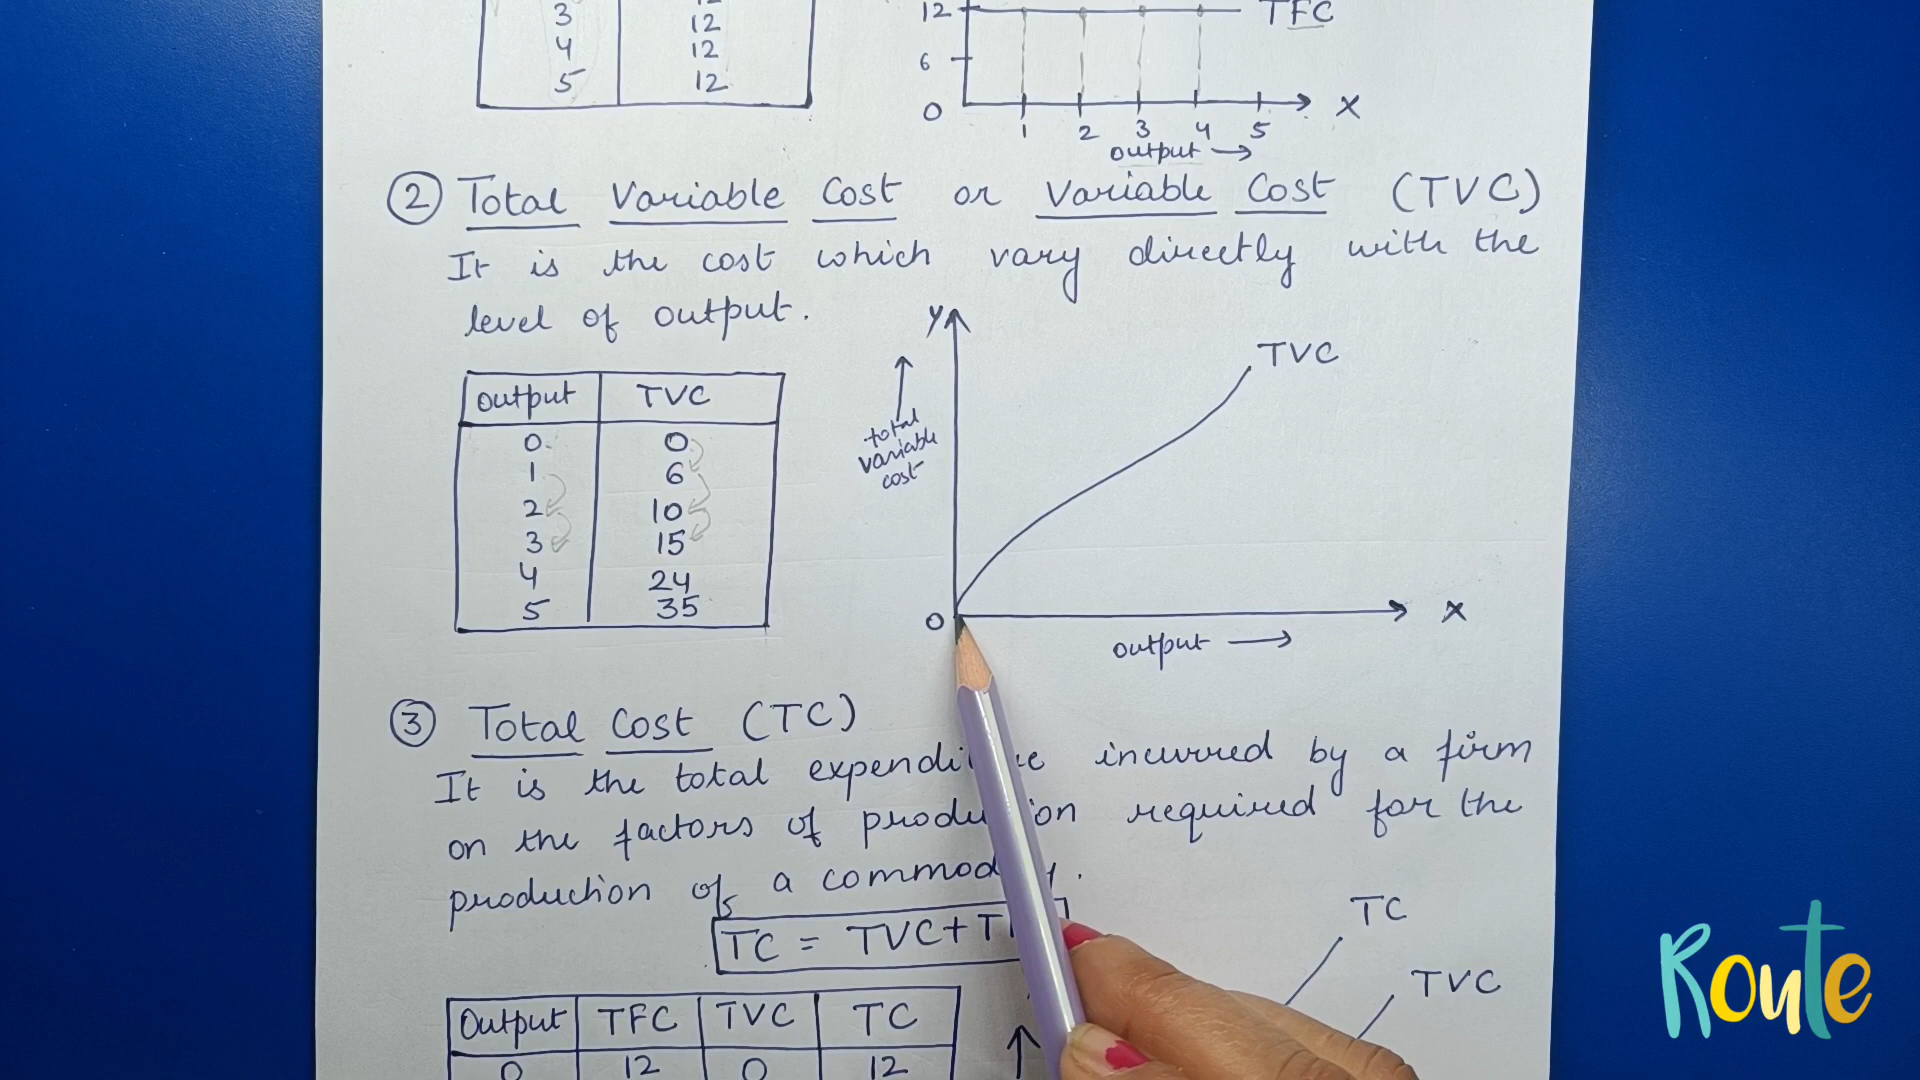 3 12
4 12
5 12
12 TFC
6
0 X
1 2 3 4 5
output →
② Total Variable Cost or Variable Cost (TVC)
It is the cost which vary directly with the
level of output.
output TVC
0 0
1 6
2 10
3 15
4 24
5 35
Y
TVC
total
variable
cost
0 X
output →
③ Total Cost (TC)
It is the total incurred by a firm
on the factors of required for the
production of a
TC = TVC+
Output TFC TVC TC
0 12 0 12
TC
TVC
Route